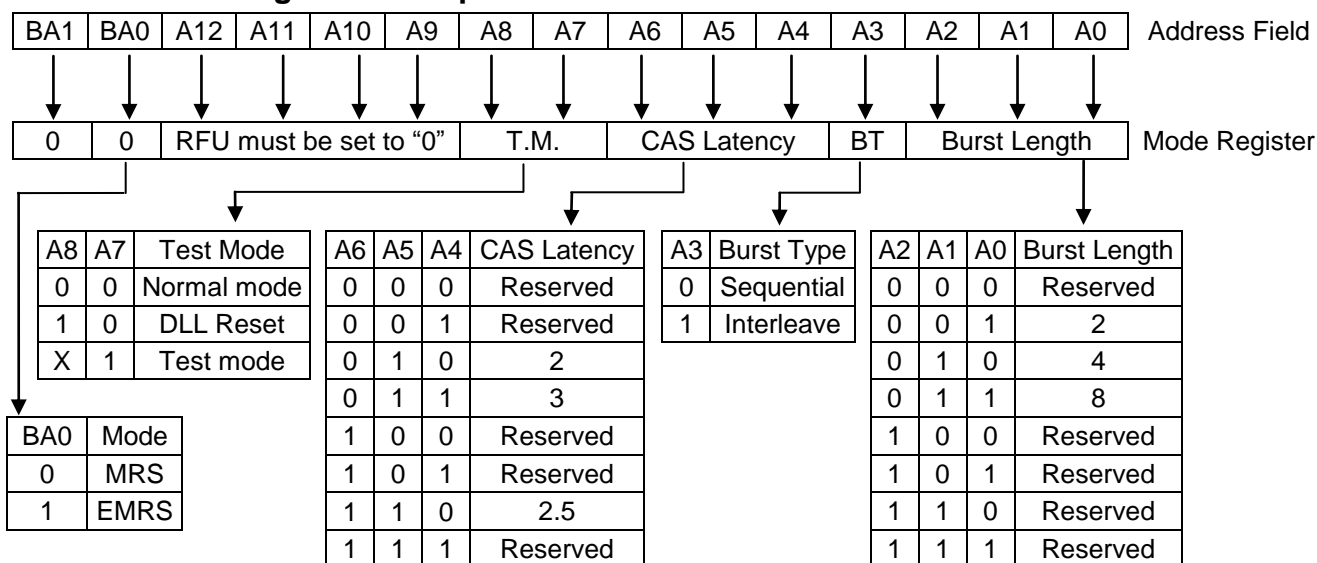 BA1 BA0 A12 A11 A10 A9 A8 A7 A6 A5 A4 A3 A2 A1 A0 Address Field
0 0 RFU must be set to “0” T.M. CAS Latency BT Burst Length Mode Register
A8 A7 Test Mode
0 0 Normal mode
1 0 DLL Reset
X 1 Test mode
BA0 Mode
0 MRS
1 EMRS
A6 A5 A4 CAS Latency
0 0 0 Reserved
0 0 1 Reserved
0 1 0 2
0 1 1 3
1 0 0 Reserved
1 0 1 Reserved
1 1 0 2.5
1 1 1 Reserved
A3 Burst Type
0 Sequential
1 Interleave
A2 A1 A0 Burst Length
0 0 0 Reserved
0 0 1 2
0 1 0 4
0 1 1 8
1 0 0 Reserved
1 0 1 Reserved
1 1 0 Reserved
1 1 1 Reserved